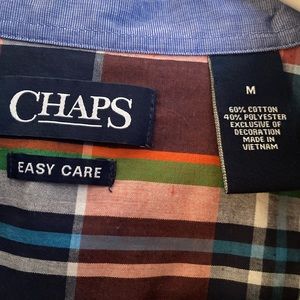 CHAPS
EASY CARE
M
60% COTTON
40% POLYESTER
EXCLUSIVE OF
DECORATION
MADE IN
VIETNAM